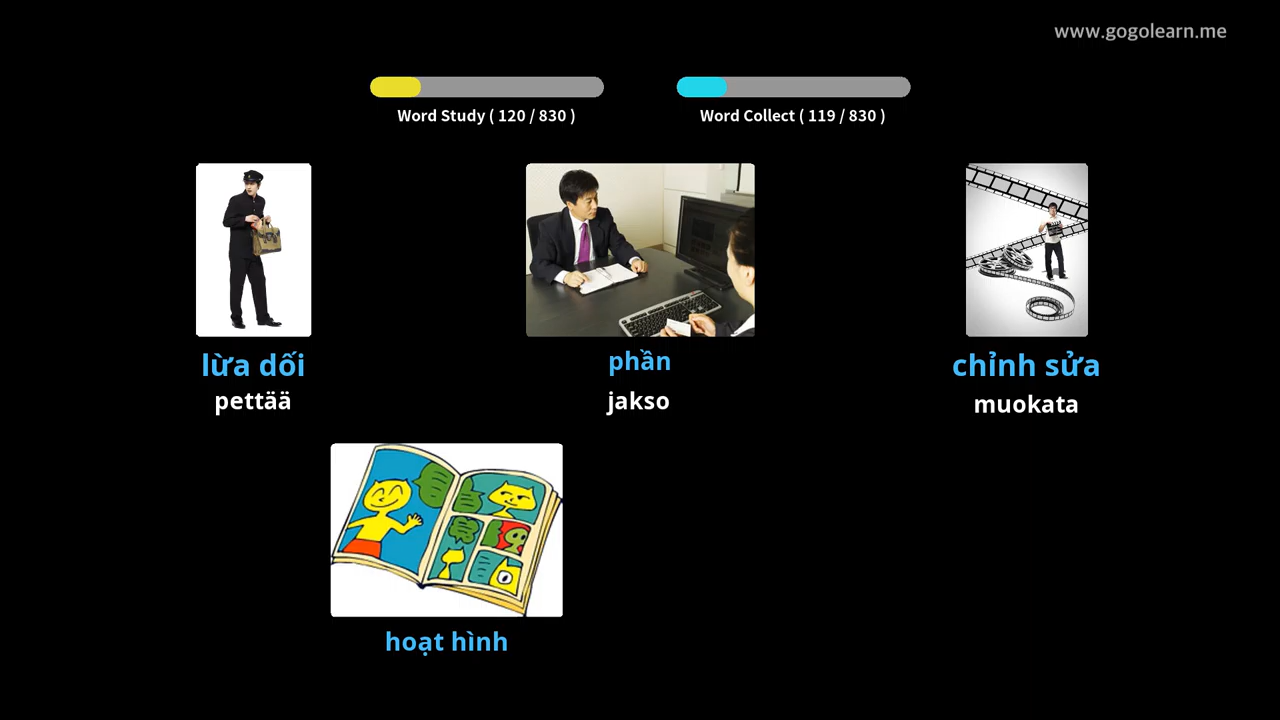 www.gogolearn.me
Word Study ( 120 / 830 )
Word Collect ( 119 / 830 )
lừa dối
pettää
phần
jakso
chỉnh sửa
muokata
hoạt hình